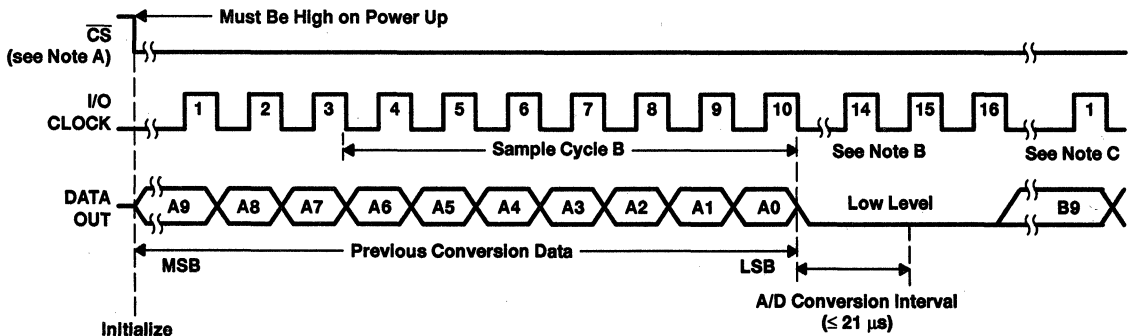 Must Be High on Power Up
CS
(see Note A)
I/O
CLOCK
1 2 3 4 5 6 7 8 9 10 14 15 16 1
Sample Cycle B
See Note B
See Note C
DATA
OUT
A9 A8 A7 A6 A5 A4 A3 A2 A1 A0 Low Level B9
Previous Conversion Data
MSB
LSB
A/D Conversion Interval
(≤ 21 μs)
Initialize